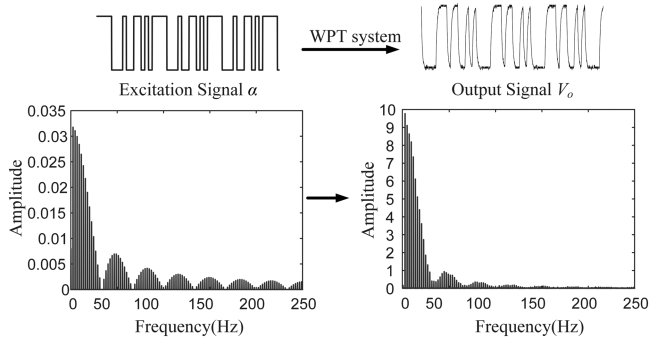 WPT system
Excitation Signal α
Output Signal Vo
0.035
0.03
0.025
0.02
0.015
0.01
0.005
0
Amplitude
0 50 100 150 200 250
Frequency(Hz)
10
9
8
7
6
5
4
3
2
1
0
Amplitude
0 50 100 150 200 250
Frequency(Hz)